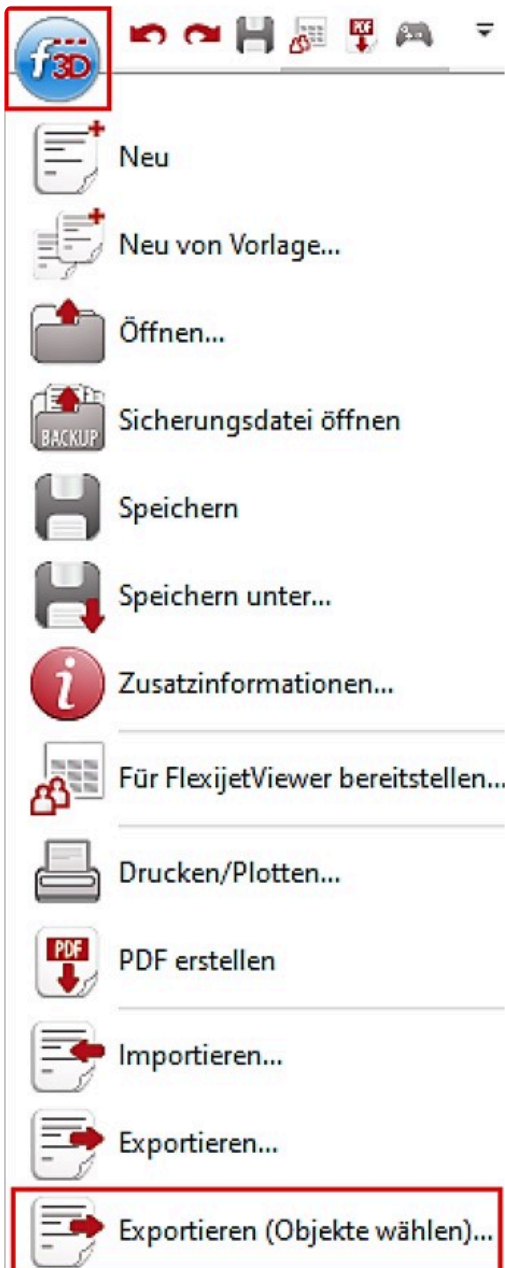 f3D
PDF
Neu
Neu von Vorlage...
Öffnen...
BACKUP
Sicherungsdatei öffnen
Speichern
Speichern unter...
i
Zusatzinformationen...
Für FlexijetViewer bereitstellen...
Drucken/Plotten...
PDF
PDF erstellen
Importieren...
Exportieren...
Exportieren (Objekte wählen)...